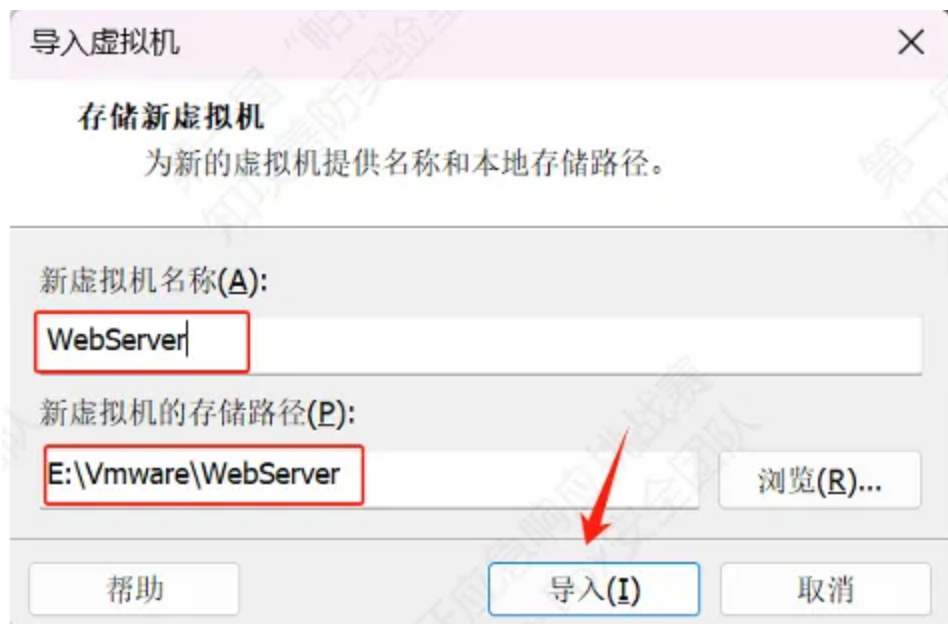 导入虚拟机
存储新虚拟机
为新的虚拟机提供名称和本地存储路径。
新虚拟机名称(A):
WebServer
新虚拟机的存储路径(P):
E:\Vmware\WebServer
浏览(R)...
帮助
导入(I)
取消